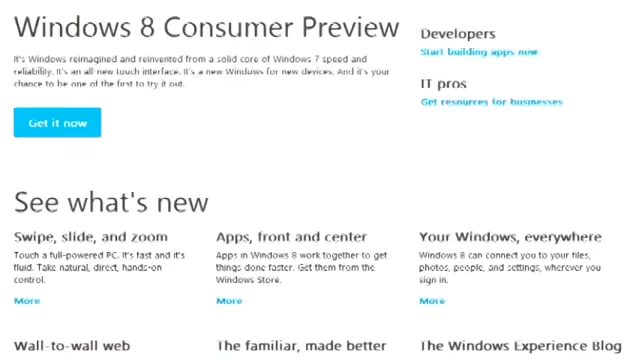 Windows 8 Consumer Preview
It's Windows reimagined and reinvented from a solid core of Windows 7 speed and
reliability. It's an all-new touch interface. It's a new Windows for new devices. And it's your
chance to be one of the first to try it out.
Get it now
Developers
Start building apps now
IT pros
Get resources for businesses
See what's new
Swipe, slide, and zoom
Touch a full-powered PC. It's fast and it's
fluid. Take natural, direct, hands-on
control.
More
Apps, front and center
Apps in Windows 8 work together to get
things done faster. Get them from the
Windows Store.
More
Your Windows, everywhere
Windows 8 can connect you to your files,
photos, people, and settings, wherever you
sign in.
More
Wall-to-wall web
The familiar, made better
The Windows Experience Blog